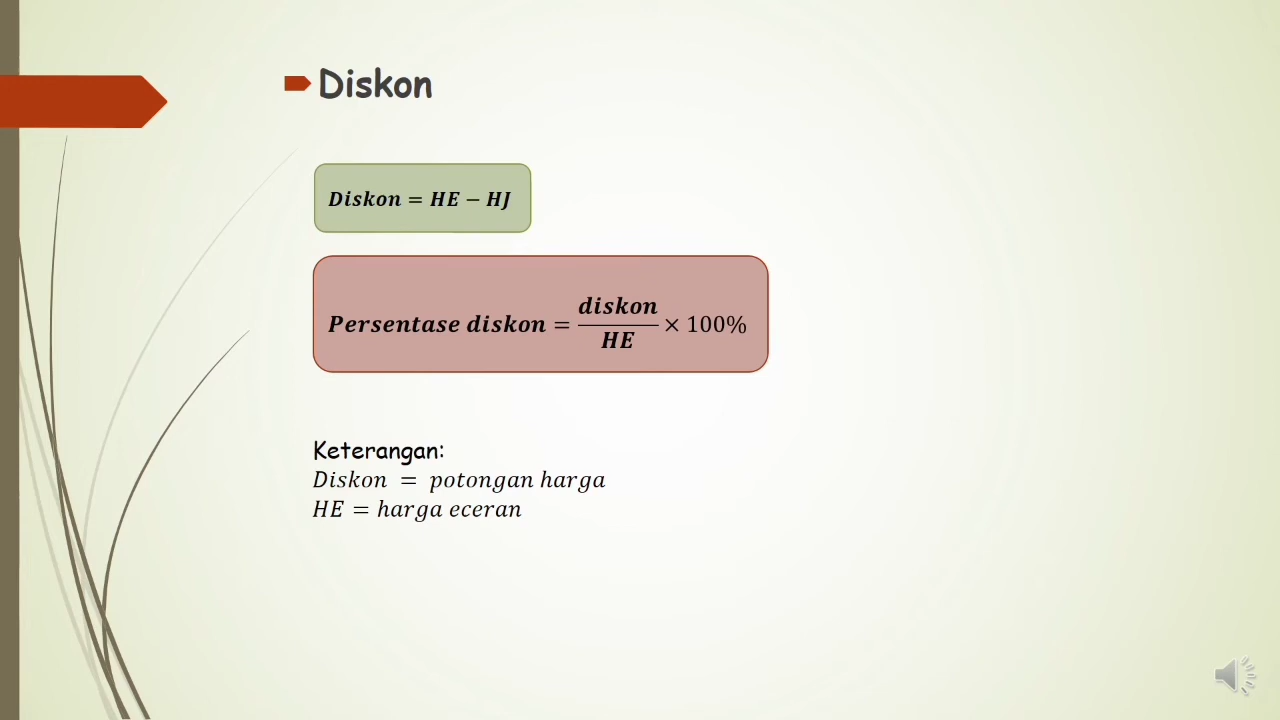 Diskon
Diskon = HE − HJ
Persentase diskon = diskon/HE × 100%
Keterangan:
Diskon = potongan harga
HE = harga eceran